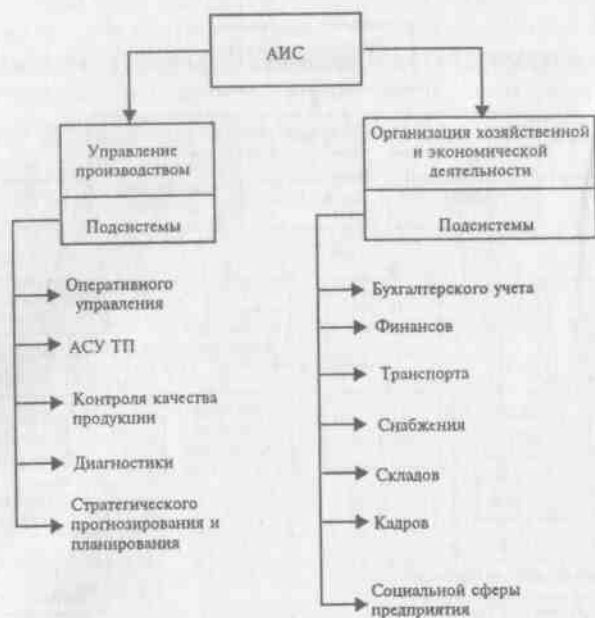 АИС
Управление
производством
Подсистемы
Оперативного
управления
АСУ ТП
Контроля качества
продукции
Диагностики
Стратегического
прогнозирования и
планирования
Организация хозяйственной
и экономической
деятельности
Подсистемы
Бухгалтерского учета
Финансов
Транспорта
Снабжения
Складов
Кадров
Социальной сферы
предприятия